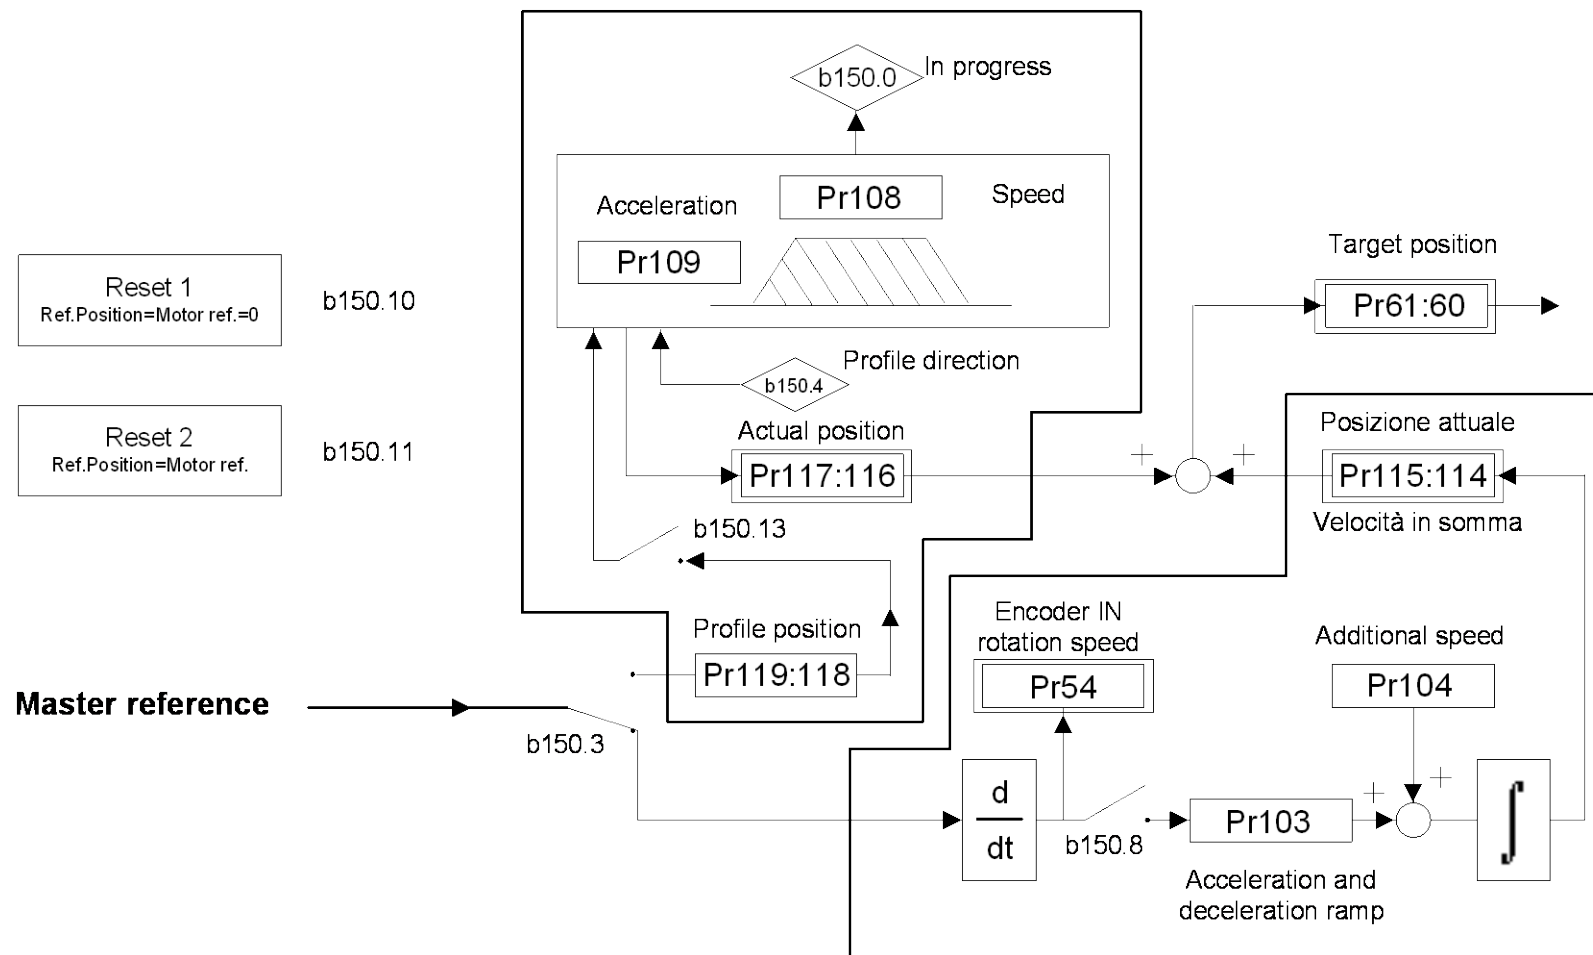 b150.0
In progress
Pr108
Speed
Acceleration
Pr109
Reset 1
Ref.Position=Motor ref.=0
b150.10
Target position
Pr61:60
Profile direction
b150.4
Reset 2
Ref.Position=Motor ref.
b150.11
Actual position
Pr117:116
+
+
Posizione attuale
Pr115:114
Velocità in somma
b150.13
Profile position
Pr119:118
Encoder IN
rotation speed
Pr54
Additional speed
Pr104
Master reference
b150.3
d
dt
b150.8
Pr103
+
+
∫
Acceleration and
deceleration ramp